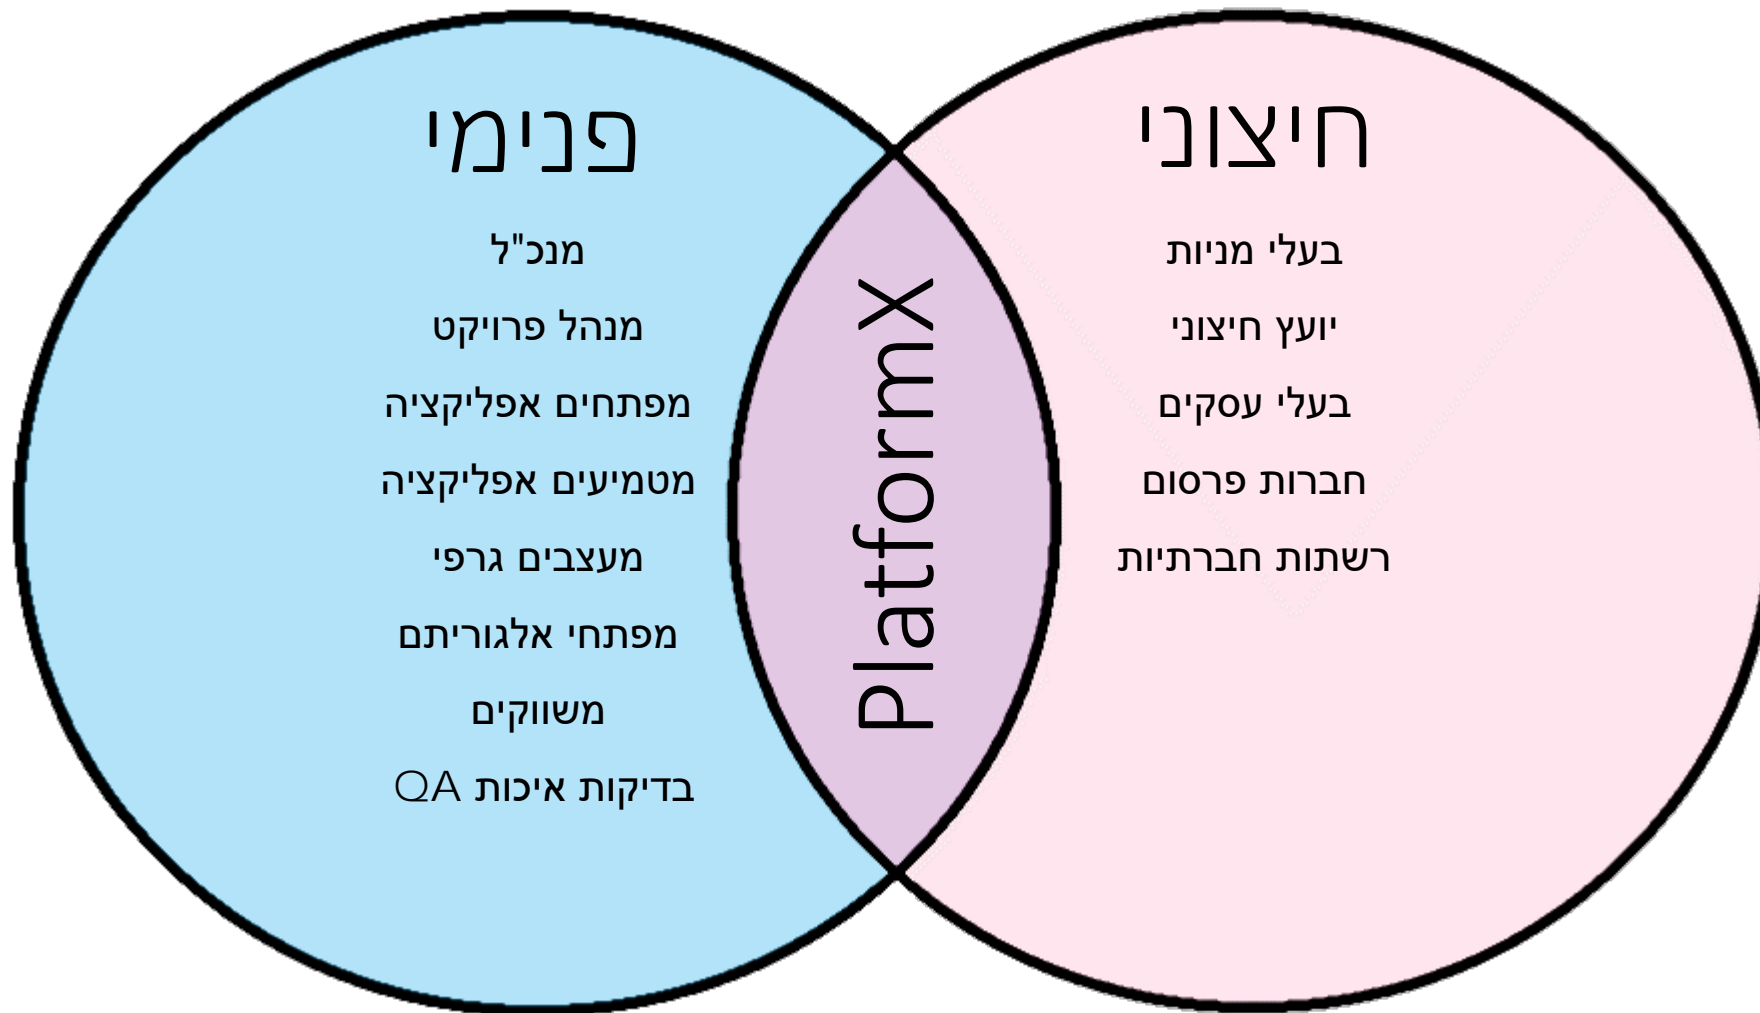 פנימי
מנכ"ל
מנהל פרויקט
מפתחים אפליקציה
מטמיעים אפליקציה
מעצבים גרפי
מפתחי אלגוריתם
משווקים
בדיקות איכות QA
PlatformX
חיצוני
בעלי מניות
יועץ חיצוני
בעלי עסקים
חברות פרסום
רשתות חברתיות